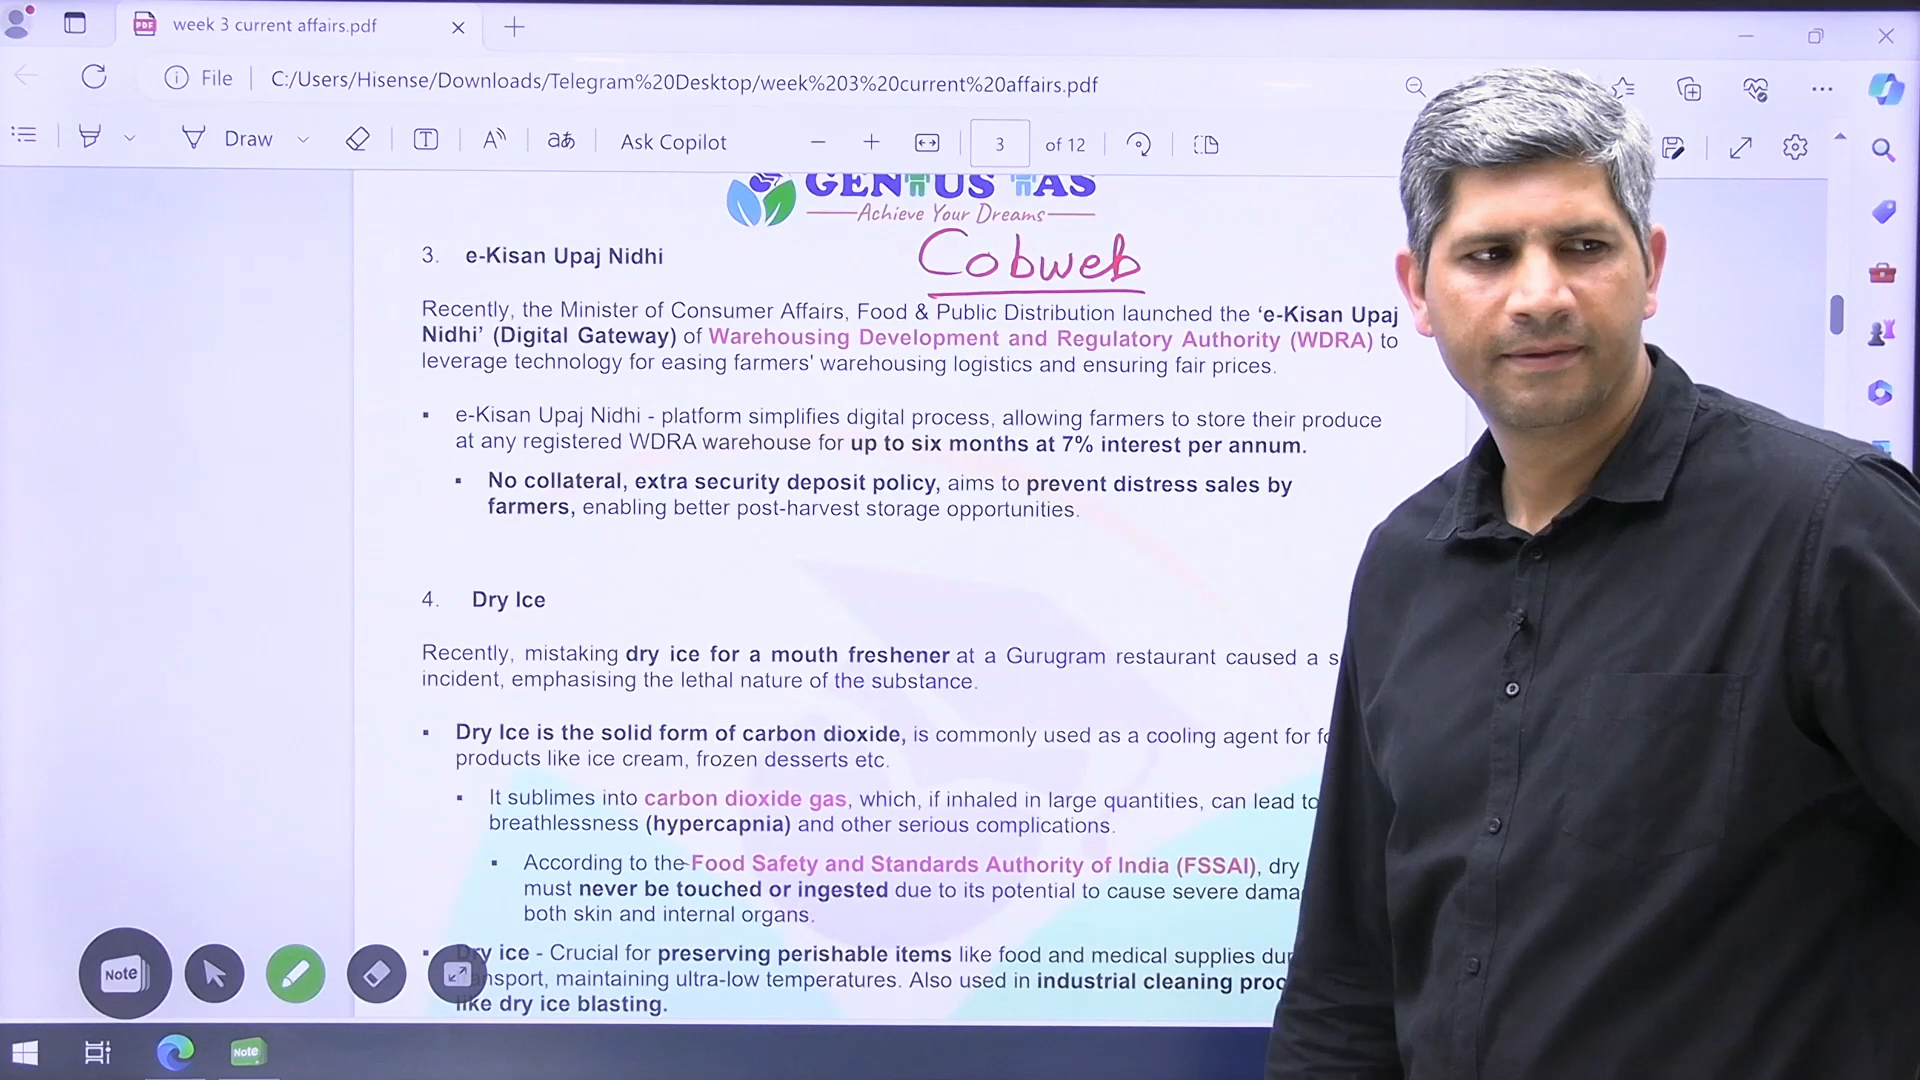 week 3 current affairs.pdf
File
C:/Users/Hisense/Downloads/Telegram%20Desktop/week%203%20current%20affairs.pdf
Draw
Ask Copilot
3
of 12
GENIUS IAS
Achieve Your Dreams
Cobweb
3. e-Kisan Upaj Nidhi
Recently, the Minister of Consumer Affairs, Food & Public Distribution launched the ‘e-Kisan Upaj
Nidhi’ (Digital Gateway) of Warehousing Development and Regulatory Authority (WDRA) to
leverage technology for easing farmers' warehousing logistics and ensuring fair prices.
▪ e-Kisan Upaj Nidhi - platform simplifies digital process, allowing farmers to store their produce
at any registered WDRA warehouse for up to six months at 7% interest per annum.
▪ No collateral, extra security deposit policy, aims to prevent distress sales by
farmers, enabling better post-harvest storage opportunities.
4. Dry Ice
Recently, mistaking dry ice for a mouth freshener at a Gurugram restaurant caused a
incident, emphasising the lethal nature of the substance.
▪ Dry Ice is the solid form of carbon dioxide, is commonly used as a cooling agent for
products like ice cream, frozen desserts etc.
▪ It sublimes into carbon dioxide gas, which, if inhaled in large quantities, can lead to
breathlessness (hypercapnia) and other serious complications.
▪ According to the Food Safety and Standards Authority of India (FSSAI), dry
must never be touched or ingested due to its potential to cause severe
both skin and internal organs.
▪ Dry ice - Crucial for preserving perishable items like food and medical supplies
maintaining ultra-low temperatures. Also used in industrial cleaning
like dry ice blasting.
Note
Note